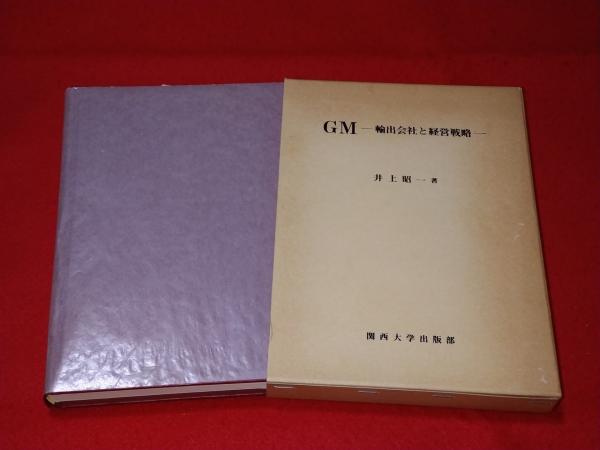 GM―輸出会社と経営戦略―
井上昭一著
関西大学出版部